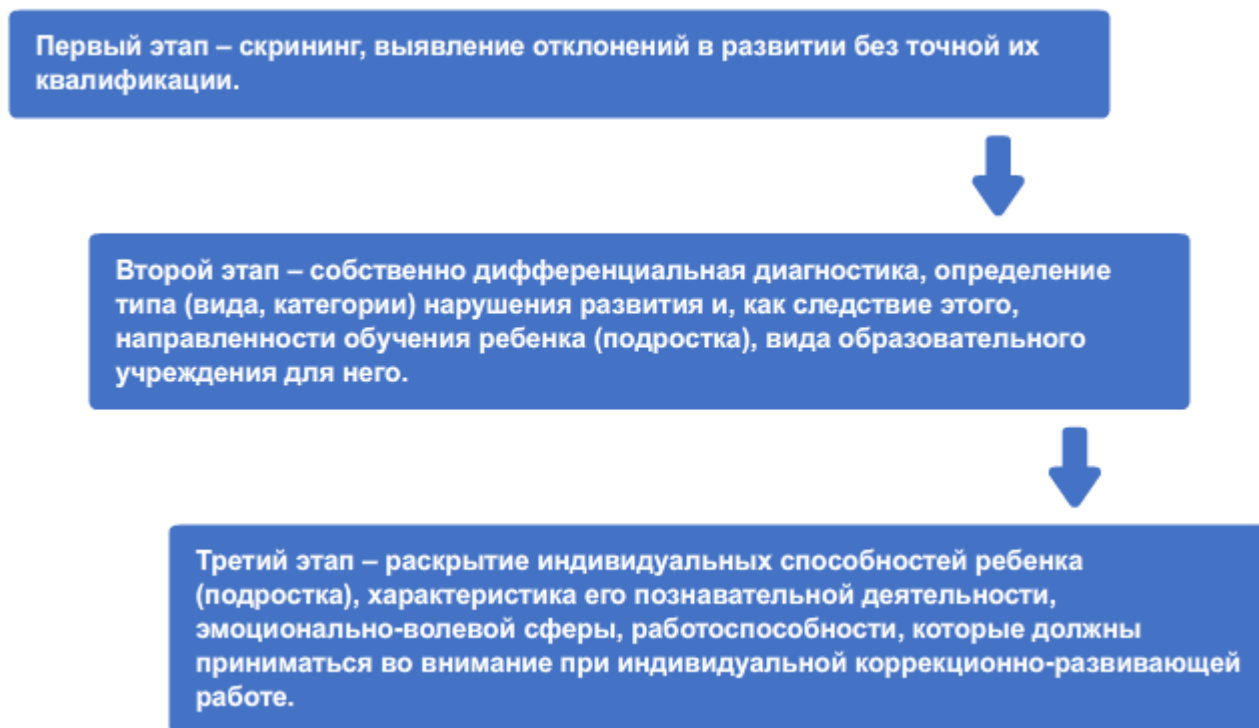 Первый этап – скрининг, выявление отклонений в развитии без точной их
квалификации.
Второй этап – собственно дифференциальная диагностика, определение
типа (вида, категории) нарушения развития и, как следствие этого,
направленности обучения ребенка (подростка), вида образовательного
учреждения для него.
Третий этап – раскрытие индивидуальных способностей ребенка
(подростка), характеристика его познавательной деятельности,
эмоционально-волевой сферы, работоспособности, которые должны
приниматься во внимание при индивидуальной коррекционно-развивающей
работе.